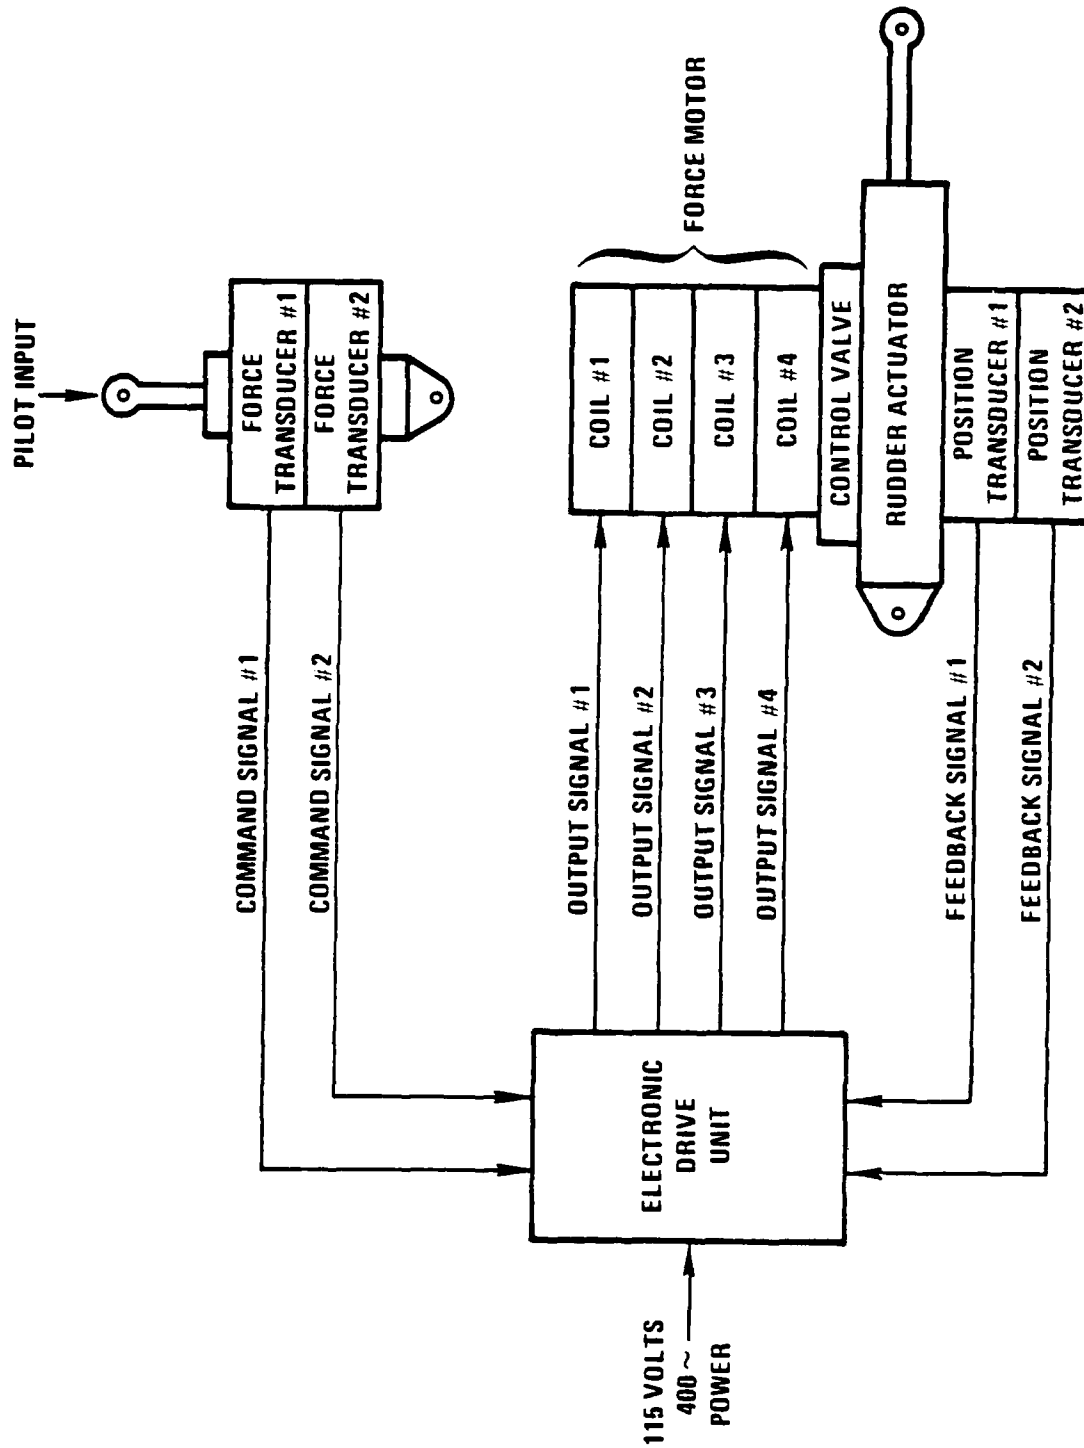 PILOT INPUT
FORCE
TRANSDUCER #1
FORCE
TRANSDUCER #2
COMMAND SIGNAL #1
COMMAND SIGNAL #2
FORCE MOTOR
COIL #1
COIL #2
COIL #3
COIL #4
CONTROL VALVE
RUDDER ACTUATOR
POSITION
TRANSDUCER #1
POSITION
TRANSDUCER #2
OUTPUT SIGNAL #1
OUTPUT SIGNAL #2
OUTPUT SIGNAL #3
OUTPUT SIGNAL #4
FEEDBACK SIGNAL #1
FEEDBACK SIGNAL #2
ELECTRONIC
DRIVE
UNIT
115 VOLTS
400 ~
POWER